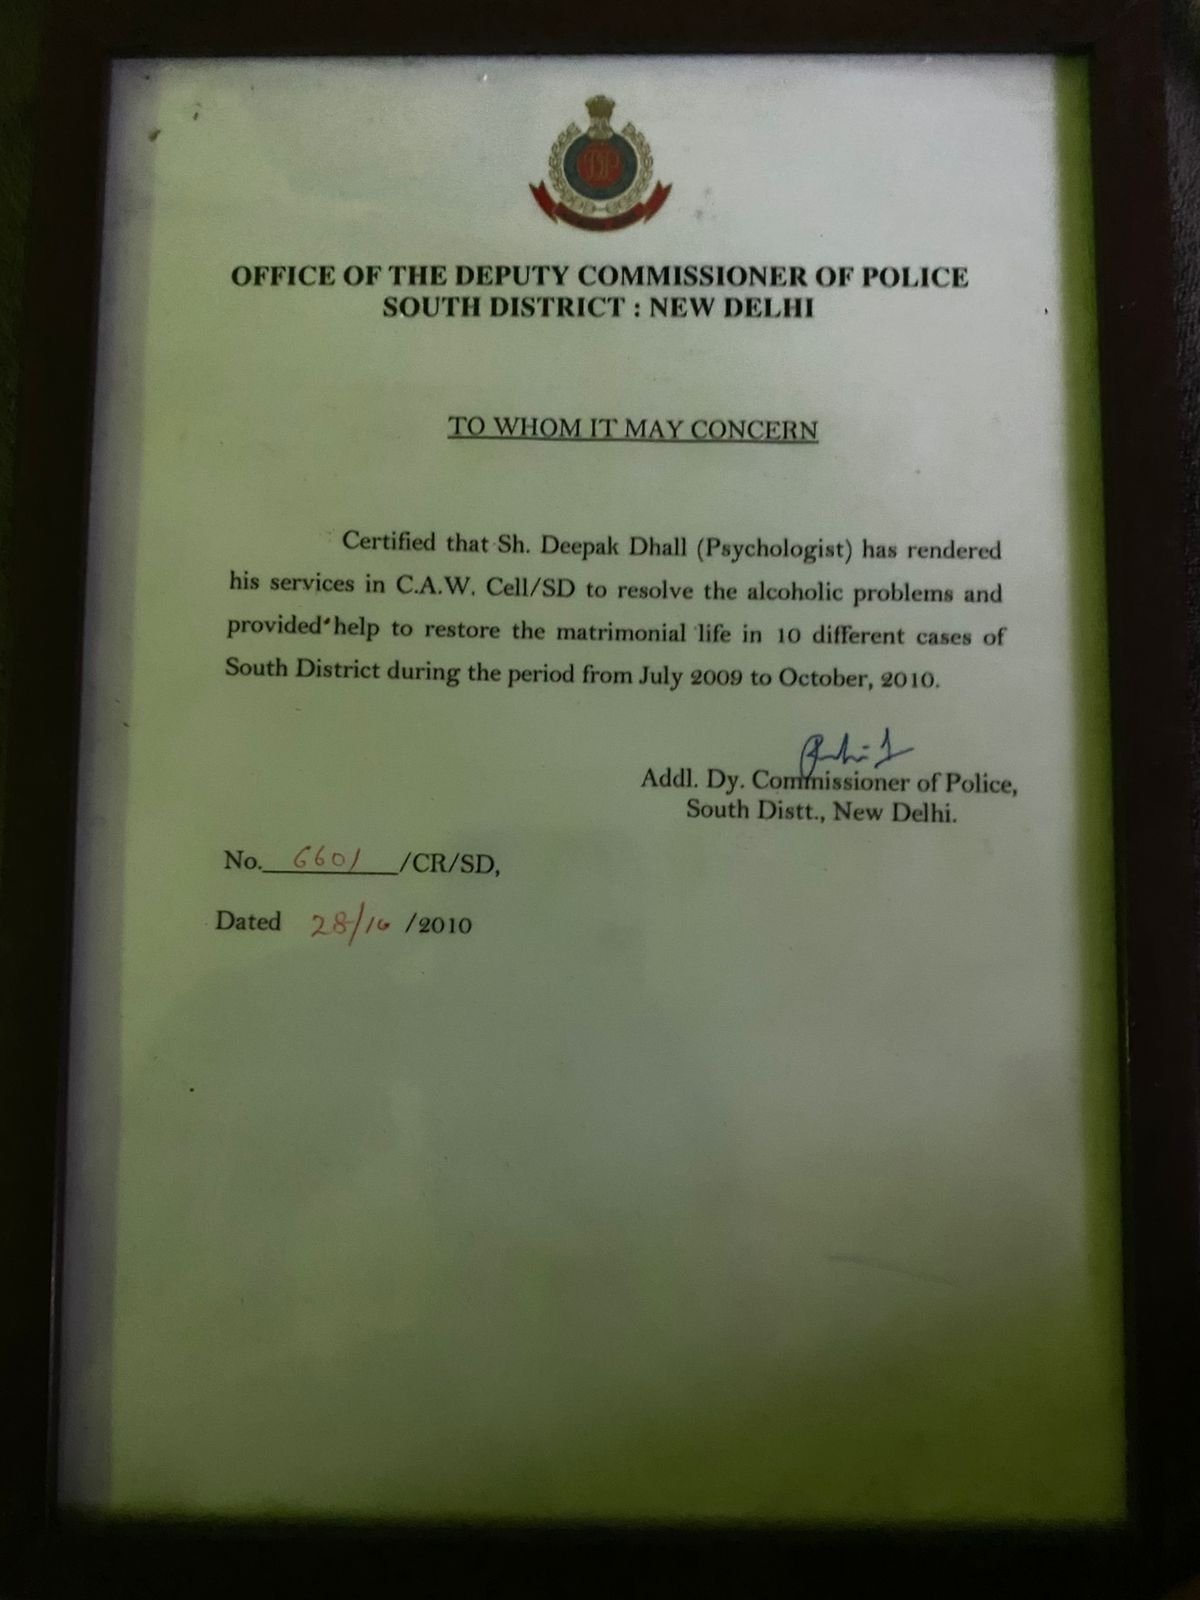 DP
OFFICE OF THE DEPUTY COMMISSIONER OF POLICE
SOUTH DISTRICT : NEW DELHI
TO WHOM IT MAY CONCERN
Certified that Sh. Deepak Dhall (Psychologist) has rendered
his services in C.A.W. Cell/SD to resolve the alcoholic problems and
provided help to restore the matrimonial life in 10 different cases of
South District during the period from July 2009 to October, 2010.
Addl. Dy. Commissioner of Police,
South Distt., New Delhi.
No. 6601 /CR/SD,
Dated 28/10 /2010